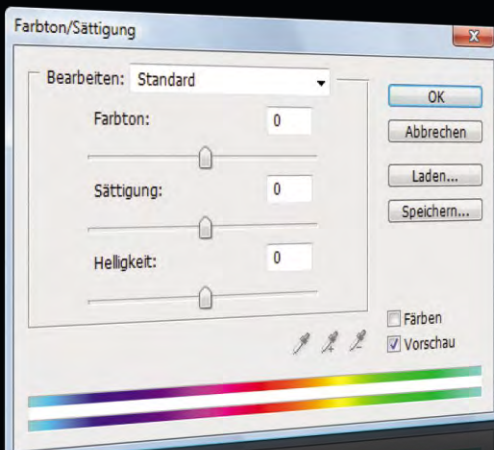 Farbton/Sättigung
Bearbeiten: Standard
Farbton: 0
Sättigung: 0
Helligkeit: 0
OK
Abbrechen
Laden...
Speichern...
Färben
Vorschau